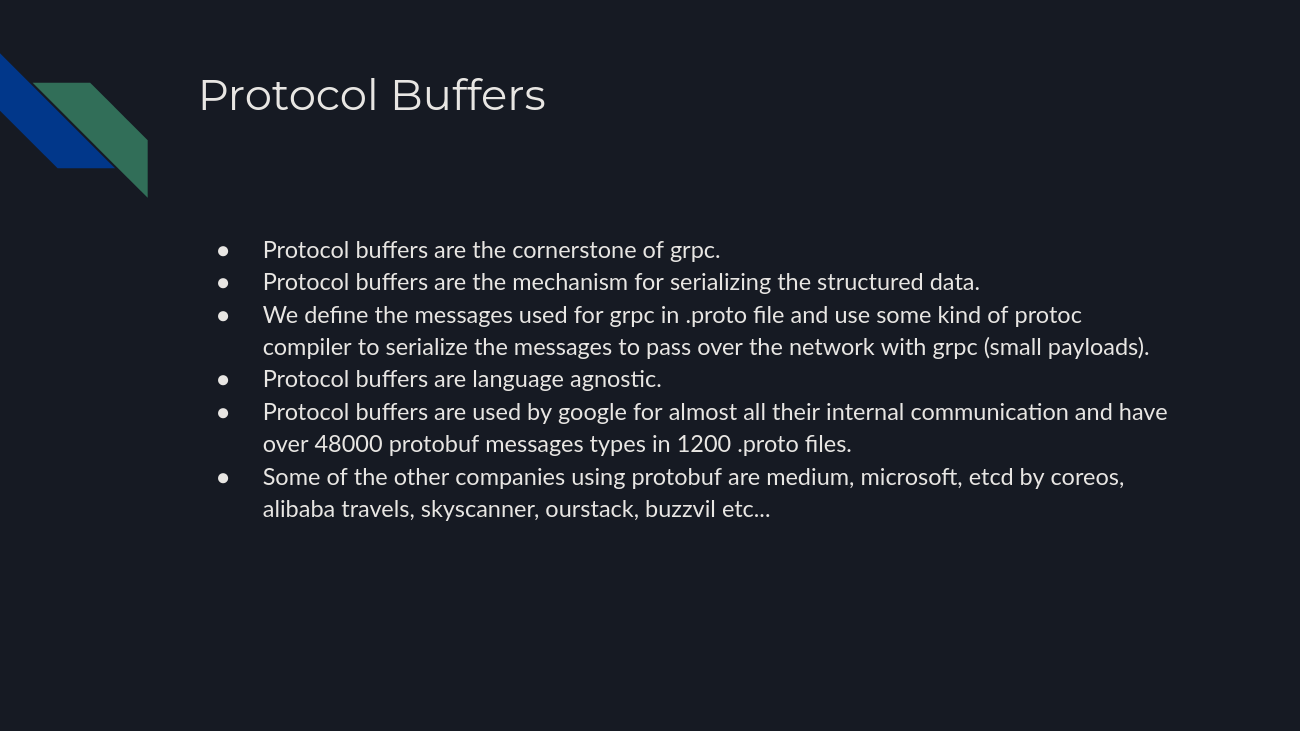 Protocol Buffers
● Protocol buffers are the cornerstone of grpc.
● Protocol buffers are the mechanism for serializing the structured data.
● We define the messages used for grpc in .proto file and use some kind of protoc
compiler to serialize the messages to pass over the network with grpc (small payloads).
● Protocol buffers are language agnostic.
● Protocol buffers are used by google for almost all their internal communication and have
over 48000 protobuf messages types in 1200 .proto files.
● Some of the other companies using protobuf are medium, microsoft, etcd by coreos,
alibaba travels, skyscanner, ourstack, buzzvil etc...